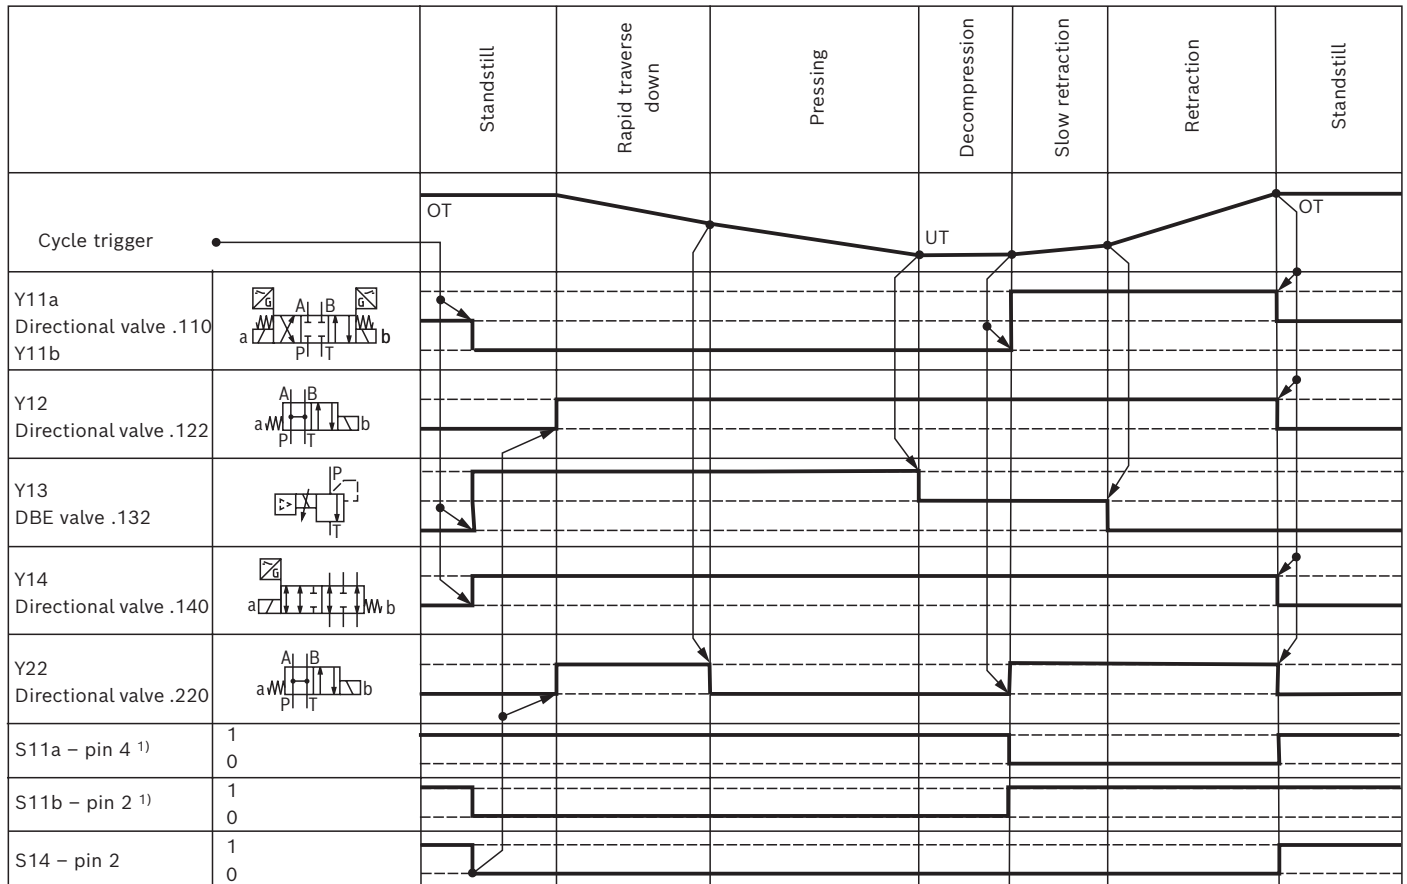 Standstill
Rapid traverse
down
Pressing
Decompression
Slow retraction
Retraction
Standstill
OT
UT
OT
Cycle trigger
Y11a
Directional valve .110
Y11b
G
G
A B
a
b
P T
Y12
Directional valve .122
A B
a
b
P T
Y13
DBE valve .132
P
T
Y14
Directional valve .140
G
a
b
Y22
Directional valve .220
A B
a
b
P T
S11a – pin 4 1)
1
0
S11b – pin 2 1)
1
0
S14 – pin 2
1
0